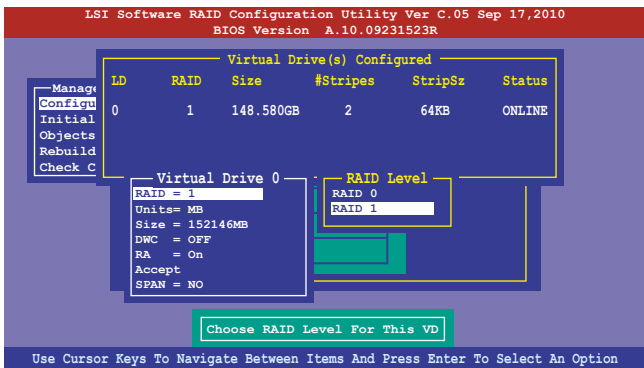 LSI Software RAID Configuration Utility Ver C.05 Sep 17,2010
BIOS Version A.10.09231523R
Virtual Drive(s) Configured
LD RAID Size #Stripes StripSz Status
0 1 148.580GB 2 64KB ONLINE
Manage
Configu
Initial
Objects
Rebuild
Check C
Virtual Drive 0
RAID = 1
Units= MB
Size = 152146MB
DWC = OFF
RA = On
Accept
SPAN = NO
RAID Level
RAID 0
RAID 1
Choose RAID Level For This VD
Use Cursor Keys To Navigate Between Items And Press Enter To Select An Option